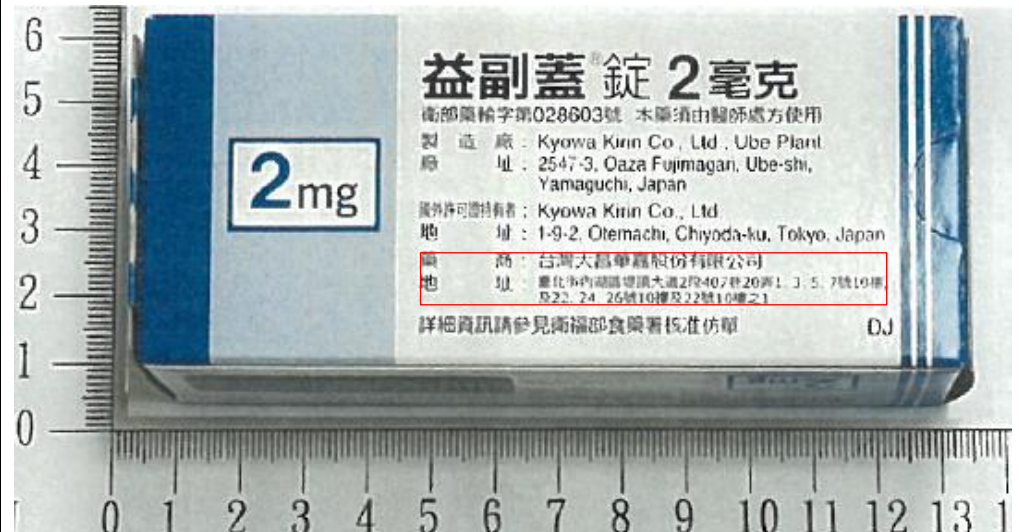 益副蓋®錠 2毫克
衛部藥輸字第028603號 本藥須由醫師處方使用
製造廠：Kyowa Kirin Co., Ltd., Ube Plant
廠址：2547-3, Oaza Fujimagari, Ube-shi,
Yamaguchi, Japan
國外許可證持有者：Kyowa Kirin Co., Ltd
地址：1-9-2, Otemachi, Chiyoda-ku, Tokyo, Japan
藥商：台灣大昌華嘉股份有限公司
地址：臺北市內湖區堤頂大道2段407巷20弄1, 3, 5, 7號10樓,
及22, 24, 26號10樓及22號10樓之1
詳細資訊請參見衛福部食藥署核准仿單 DJ
2mg
6
5
4
3
2
1
0
0 1 2 3 4 5 6 7 8 9 10 11 12 13